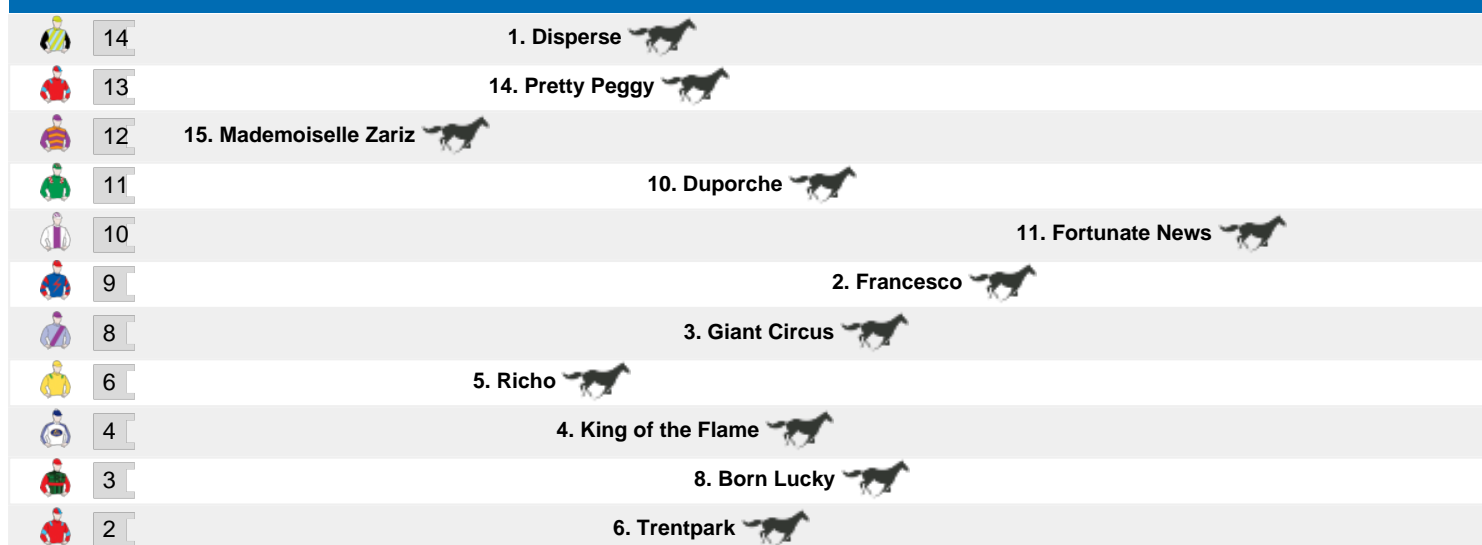 14 1. Disperse
13 14. Pretty Peggy
12 15. Mademoiselle Zariz
11 10. Duporche
10 11. Fortunate News
9 2. Francesco
8 3. Giant Circus
6 5. Richo
4 4. King of the Flame
3 8. Born Lucky
2 6. Trentpark